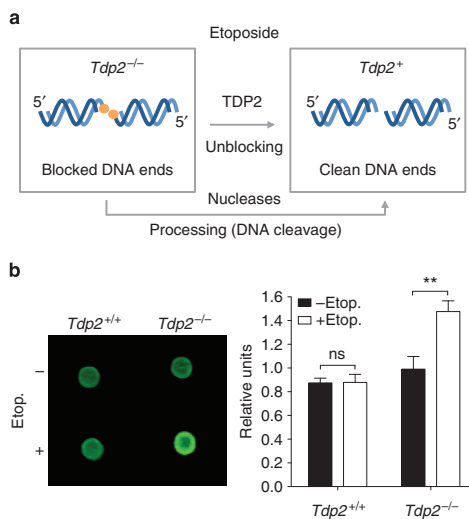 a
Etoposide
Tdp2–/–
Tdp2+
5′
5′
TDP2
5′
5′
Unblocking
Blocked DNA ends
Clean DNA ends
Nucleases
Processing (DNA cleavage)
b
Tdp2+/+ Tdp2–/–
Etop.
–
+
Relative units
1.6
1.4
1.2
1.0
0.8
0.6
0.4
0.2
0.0
–Etop.
+Etop.
ns
**
Tdp2+/+ Tdp2–/–